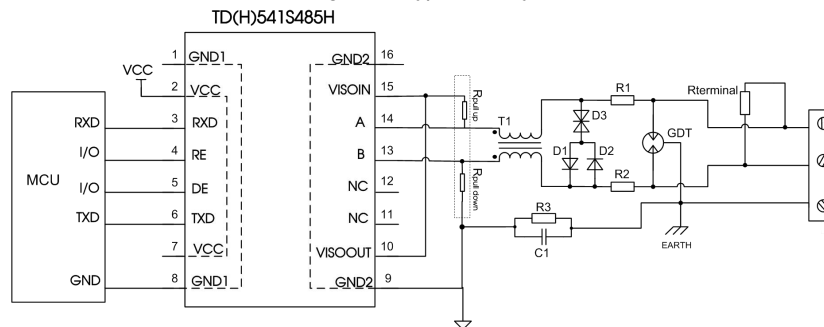 TD(H)541S485H
MCU
RXD
I/O
I/O
TXD
GND
VCC
1 GND1
2 VCC
3 RXD
4 RE
5 DE
6 TXD
7 VCC
8 GND1
GND2 16
VISOIN 15
A 14
B 13
NC 12
NC 11
VISOOUT 10
GND2 9
Rpull up
Rpull down
T1
D3
D1
D2
R1
R2
GDT
Rterminal
R3
C1
EARTH